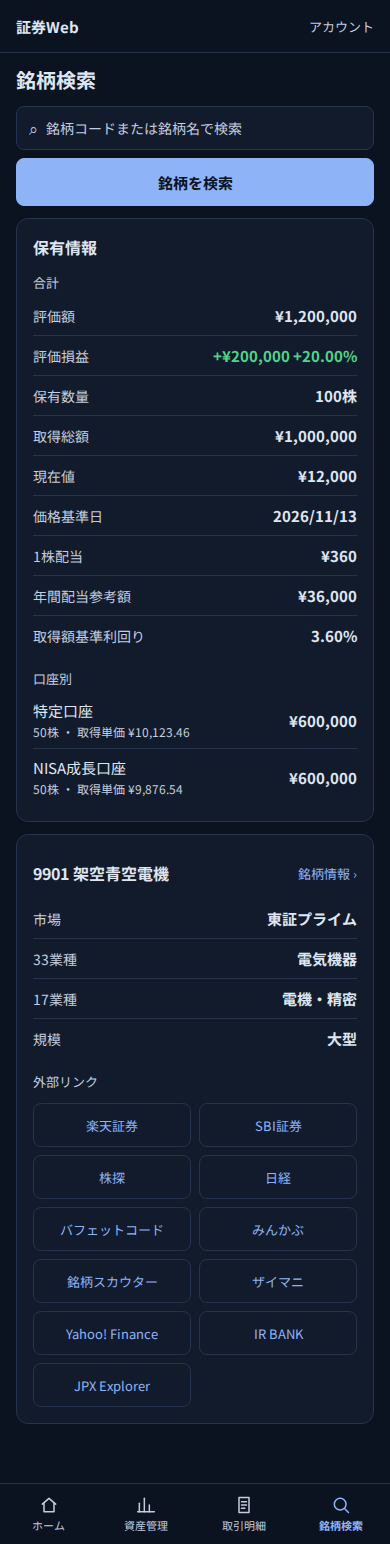 証券Web
アカウント
銘柄検索
銘柄コードまたは銘柄名で検索
銘柄を検索
保有情報
合計
評価額 ¥1,200,000
評価損益 +¥200,000 +20.00%
保有数量 100株
取得総額 ¥1,000,000
現在値 ¥12,000
価格基準日 2026/11/13
1株配当 ¥360
年間配当参考額 ¥36,000
取得額基準利回り 3.60%
口座別
特定口座
50株 ・ 取得単価 ¥10,123.46
¥600,000
NISA成長口座
50株 ・ 取得単価 ¥9,876.54
¥600,000
9901 架空青空電機 銘柄情報 ›
市場 東証プライム
33業種 電気機器
17業種 電機・精密
規模 大型
外部リンク
楽天証券 SBI証券
株探 日経
バフェットコード みんかぶ
銘柄スカウター ザイマニ
Yahoo! Finance IR BANK
JPX Explorer
ホーム 資産管理 取引明細 銘柄検索